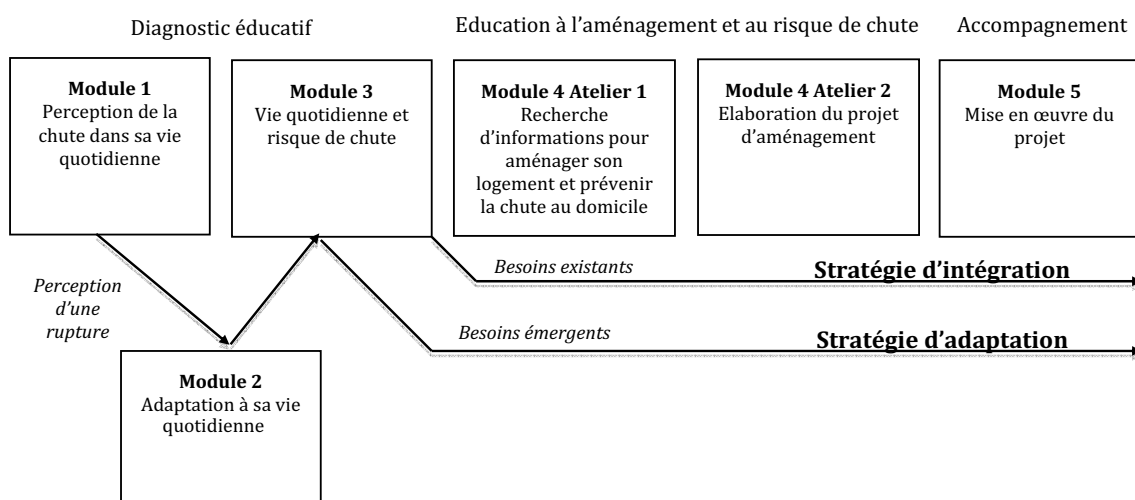 Diagnostic éducatif
Education à l'aménagement et au risque de chute
Accompagnement
Module 1
Perception de la
chute dans sa vie
quotidienne
Module 3
Vie quotidienne et
risque de chute
Module 4 Atelier 1
Recherche
d'informations pour
aménager son
logement et prévenir
la chute au domicile
Module 4 Atelier 2
Elaboration du projet
d'aménagement
Module 5
Mise en œuvre du
projet
Perception
d'une
rupture
Besoins existants
Stratégie d'intégration
Besoins émergents
Stratégie d'adaptation
Module 2
Adaptation à sa vie
quotidienne